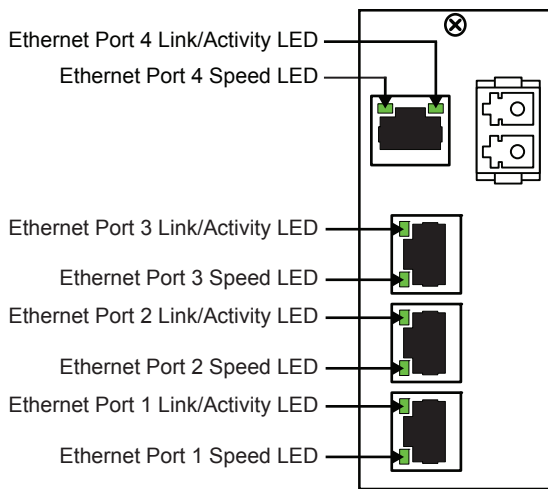 Ethernet Port 4 Link/Activity LED
Ethernet Port 4 Speed LED
Ethernet Port 3 Link/Activity LED
Ethernet Port 3 Speed LED
Ethernet Port 2 Link/Activity LED
Ethernet Port 2 Speed LED
Ethernet Port 1 Link/Activity LED
Ethernet Port 1 Speed LED